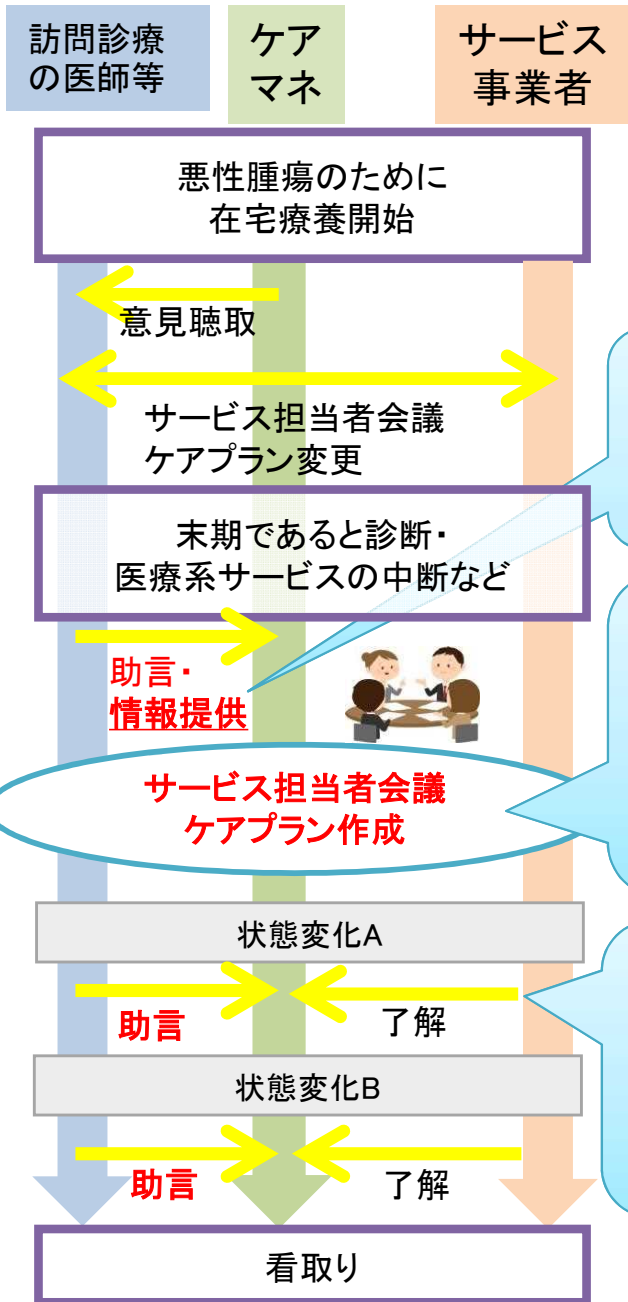 訪問診療
の医師等
ケア
マネ
サービス
事業者
悪性腫瘍のために
在宅療養開始
意見聴取
サービス担当者会議
ケアプラン変更
末期であると診断・
医療系サービスの中断など
助言・
情報提供
サービス担当者会議
ケアプラン作成
状態変化A
助言
了解
状態変化B
助言
了解
看取り